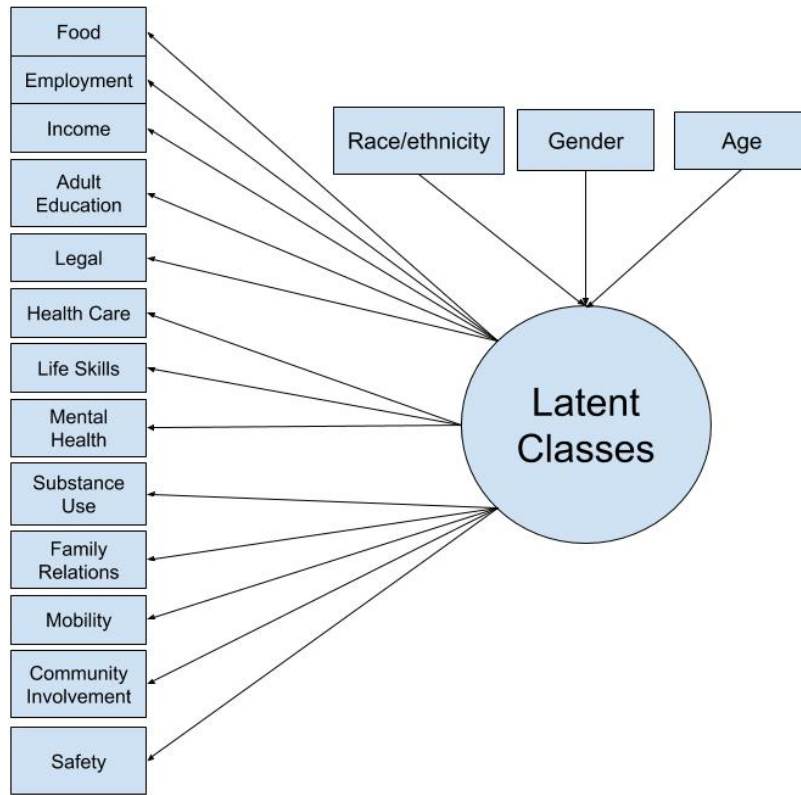 Food
Employment
Income
Adult
Education
Legal
Health Care
Life Skills
Mental
Health
Substance
Use
Family
Relations
Mobility
Community
Involvement
Safety
Race/ethnicity
Gender
Age
Latent
Classes